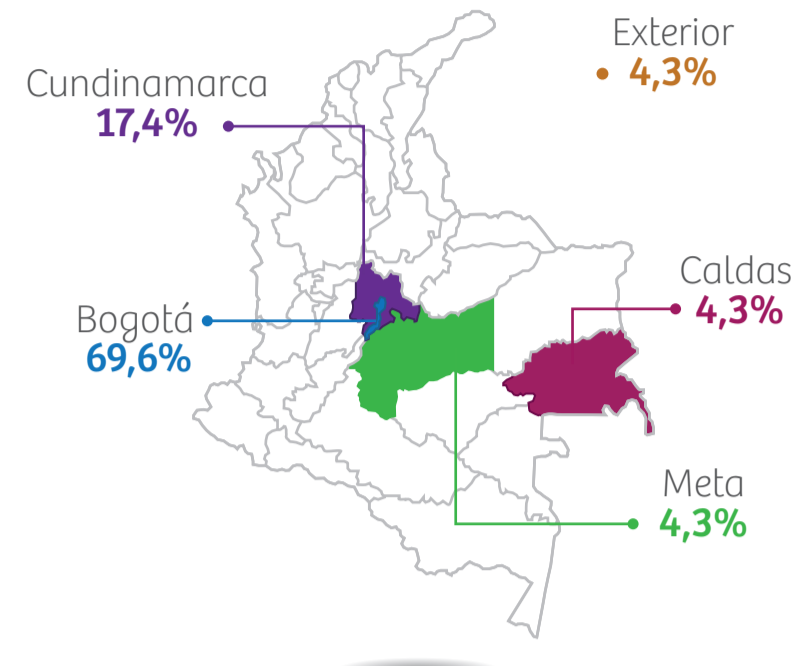 Exterior
4,3%
Cundinamarca
17,4%
Caldas
4,3%
Bogotá
69,6%
Meta
4,3%